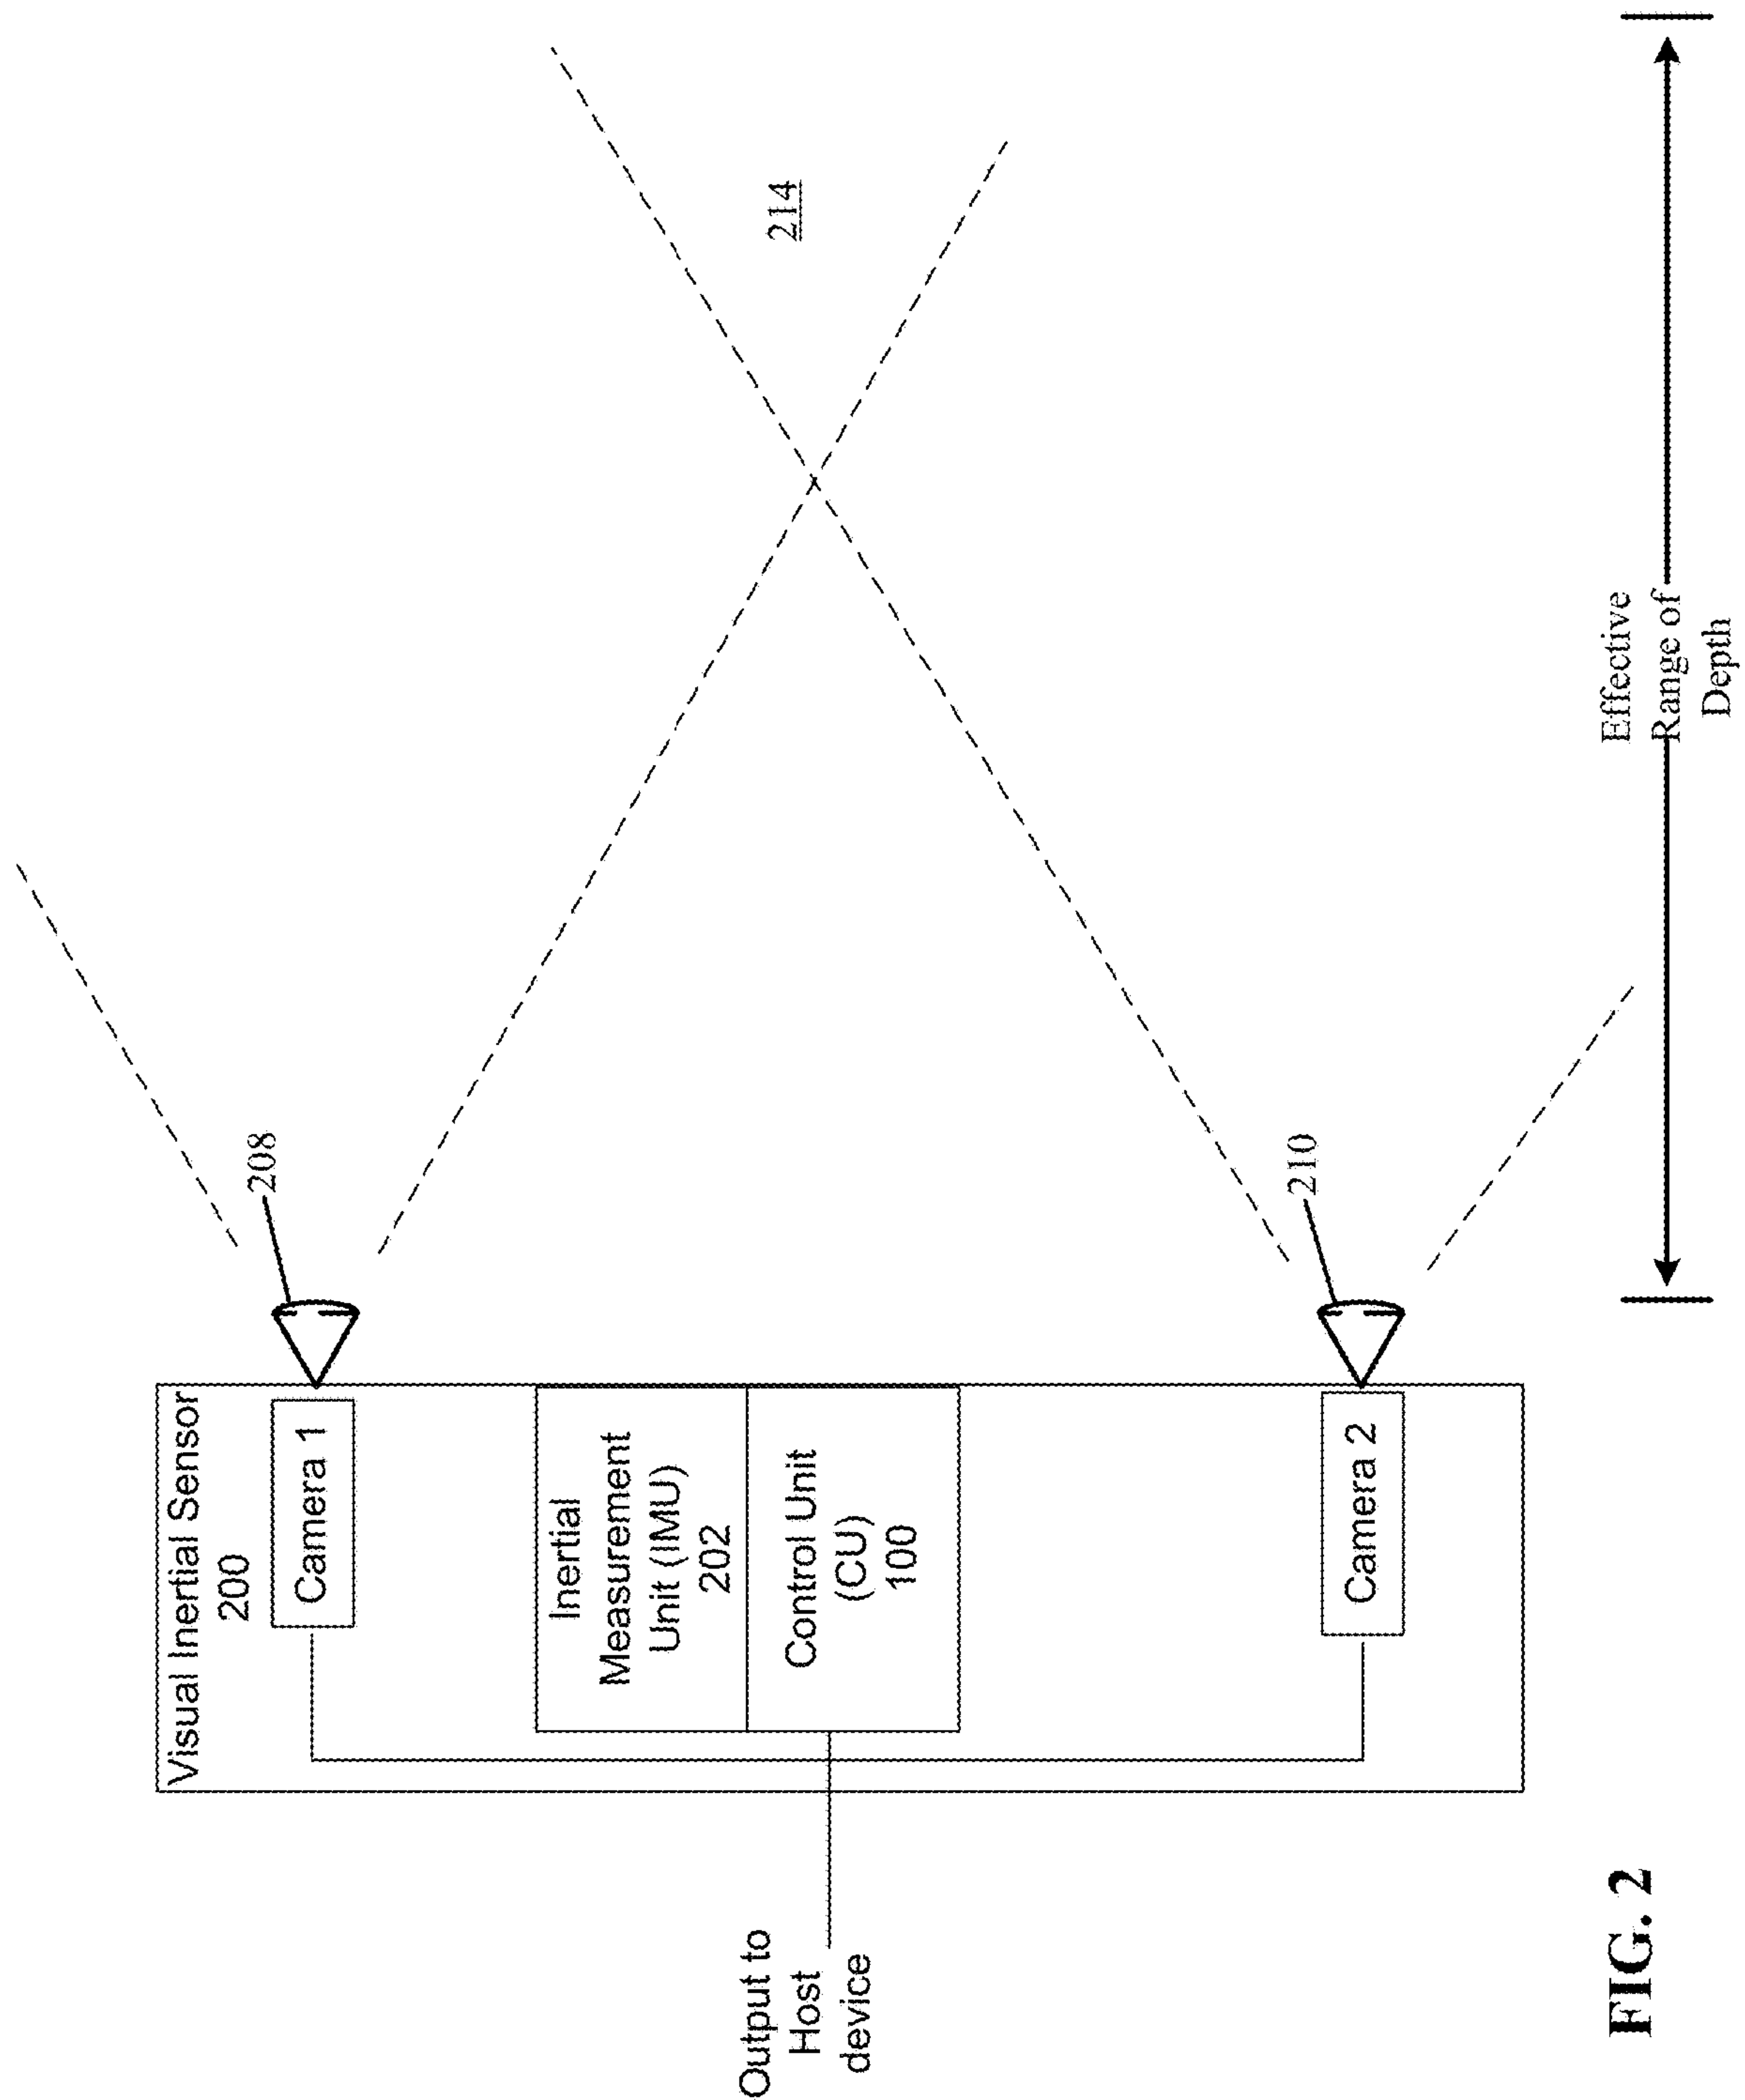 Visual Inertial Sensor
200
Camera 1
208
Inertial
Measurement
Unit (IMU)
202
Control Unit
(CU)
100
Camera 2
210
214
Output to
Host
device
Effective
Range of
Depth
FIG. 2